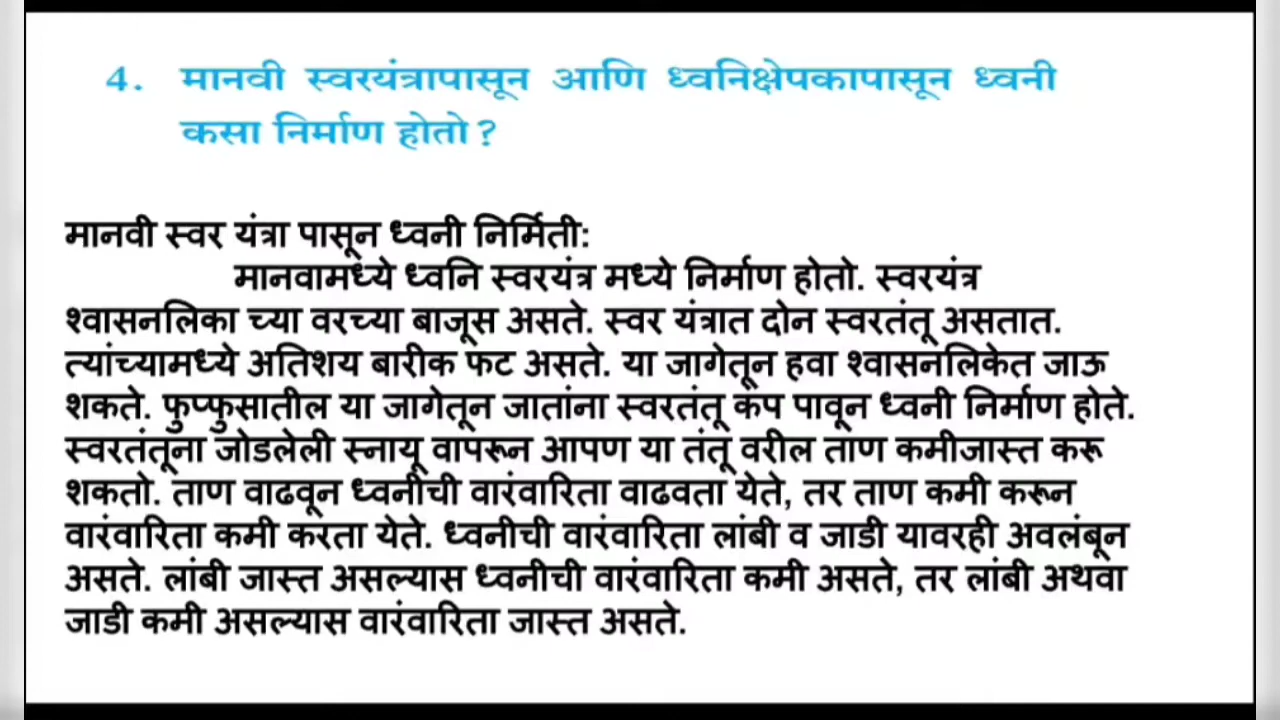 4. मानवी स्वरयंत्रापासून आणि ध्वनिक्षेपकापासून ध्वनी
कसा निर्माण होतो?
मानवी स्वर यंत्रा पासून ध्वनी निर्मिती:
मानवामध्ये ध्वनि स्वरयंत्र मध्ये निर्माण होतो. स्वरयंत्र
श्वासनलिका च्या वरच्या बाजूस असते. स्वर यंत्रात दोन स्वरतंतू असतात.
त्यांच्यामध्ये अतिशय बारीक फट असते. या जागेतून हवा श्वासनलिकेत जाऊ
शकते. फुप्फुसातील या जागेतून जातांना स्वरतंतू कंप पावून ध्वनी निर्माण होते.
स्वरतंतूंना जोडलेली स्नायू वापरून आपण या तंतू वरील ताण कमीजास्त करू
शकतो. ताण वाढवून ध्वनीची वारंवारिता वाढवता येते, तर ताण कमी करून
वारंवारिता कमी करता येते. ध्वनीची वारंवारिता लांबी व जाडी यावरही अवलंबून
असते. लांबी जास्त असल्यास ध्वनीची वारंवारिता कमी असते, तर लांबी अथवा
जाडी कमी असल्यास वारंवारिता जास्त असते.